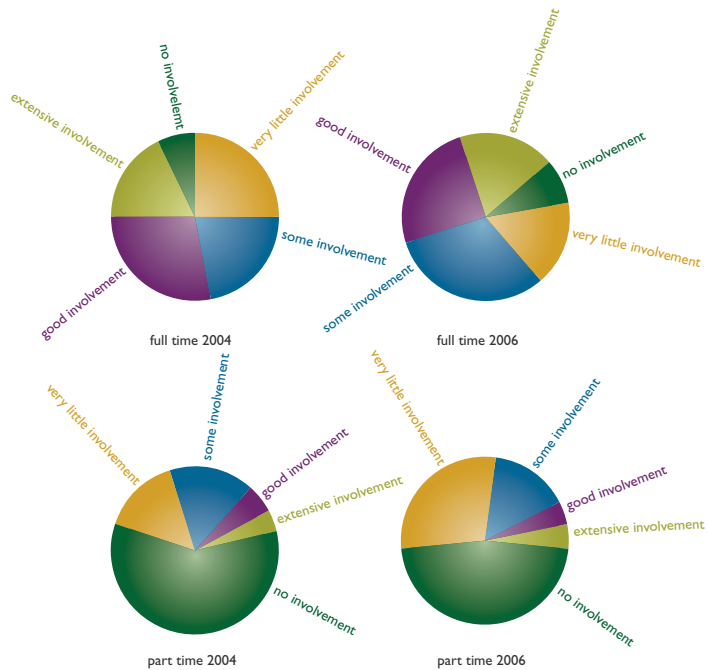 no involvelemt
very little involvement
extensive involvement
some involvement
good involvement
full time 2004
extensive involvement
good involvement
no involvement
very little involvement
some involvement
full time 2006
very little involvement
some involvement
good involvement
extensive involvement
no involvement
part time 2004
very little involvement
some involvement
good involvement
extensive involvement
no involvement
part time 2006